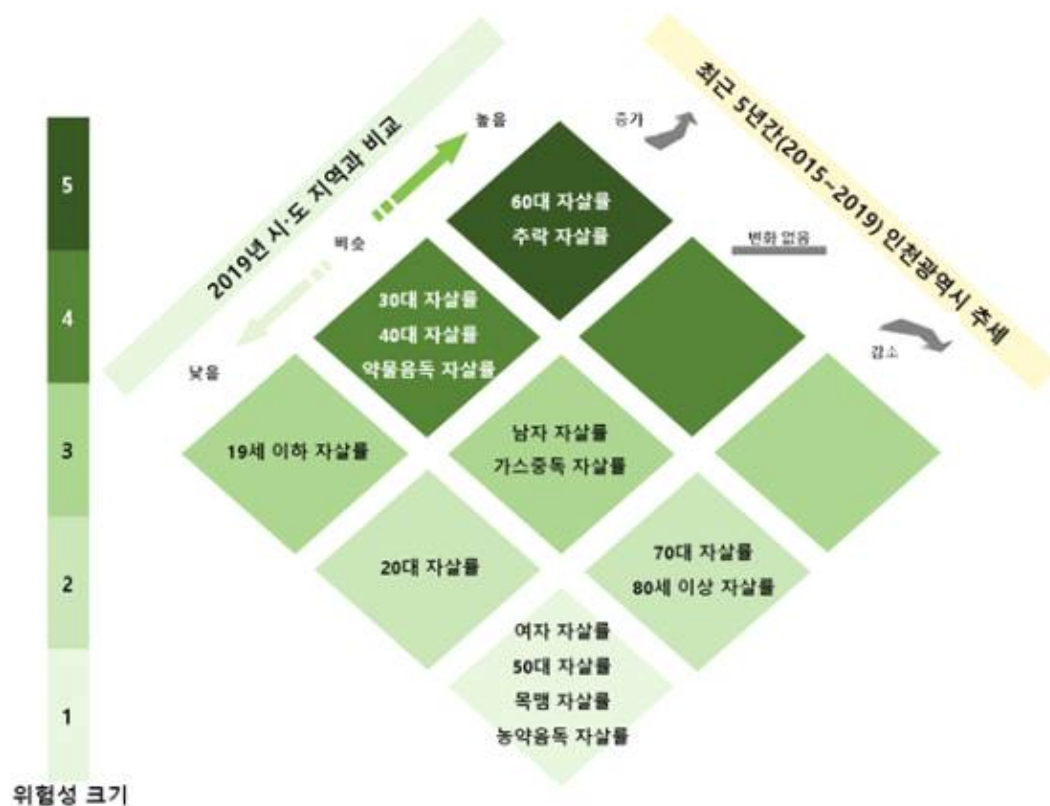 2019년 시·도 지역과 비교
최근 5년간(2015~2019) 인천광역시 추세
높음
비슷
낮음
증가
변화 없음
감소
5
4
3
2
1
위험성 크기
60대 자살률
추락 자살률
30대 자살률
40대 자살률
약물음독 자살률
19세 이하 자살률
남자 자살률
가스중독 자살률
20대 자살률
70대 자살률
80세 이상 자살률
여자 자살률
50대 자살률
목맴 자살률
농약음독 자살률